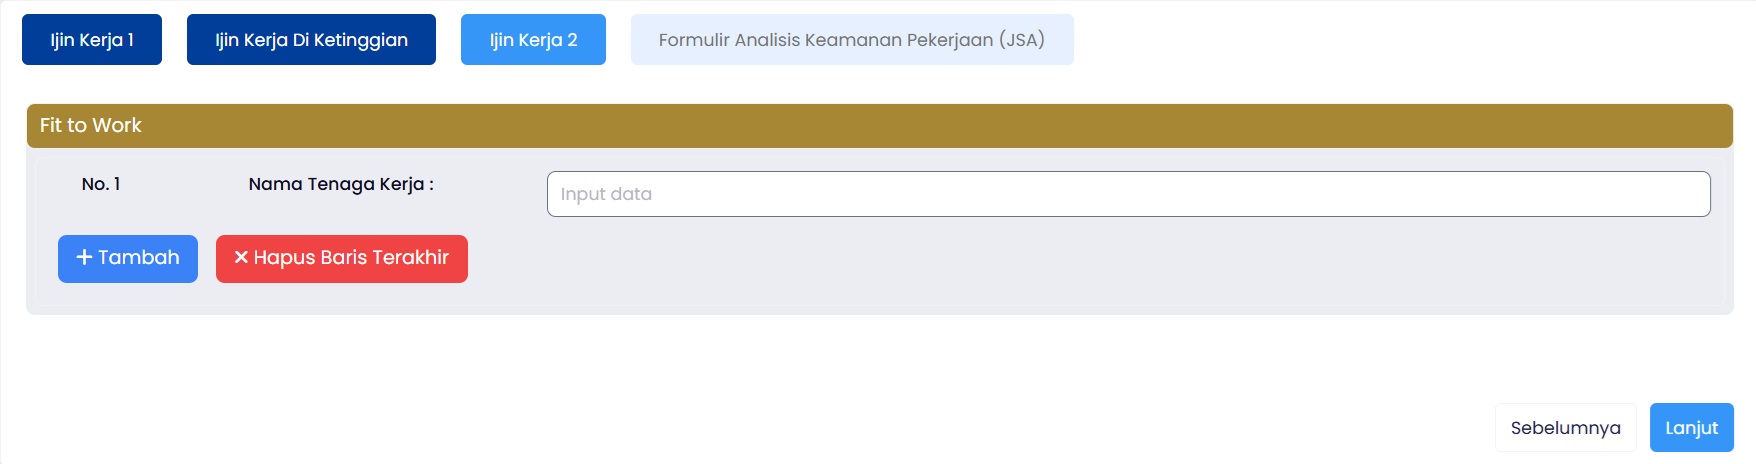 Ijin Kerja 1
Ijin Kerja Di Ketinggian
Ijin Kerja 2
Formulir Analisis Keamanan Pekerjaan (JSA)
Fit to Work
No. 1
Nama Tenaga Kerja :
Input data
Tambah
Hapus Baris Terakhir
Sebelumnya
Lanjut